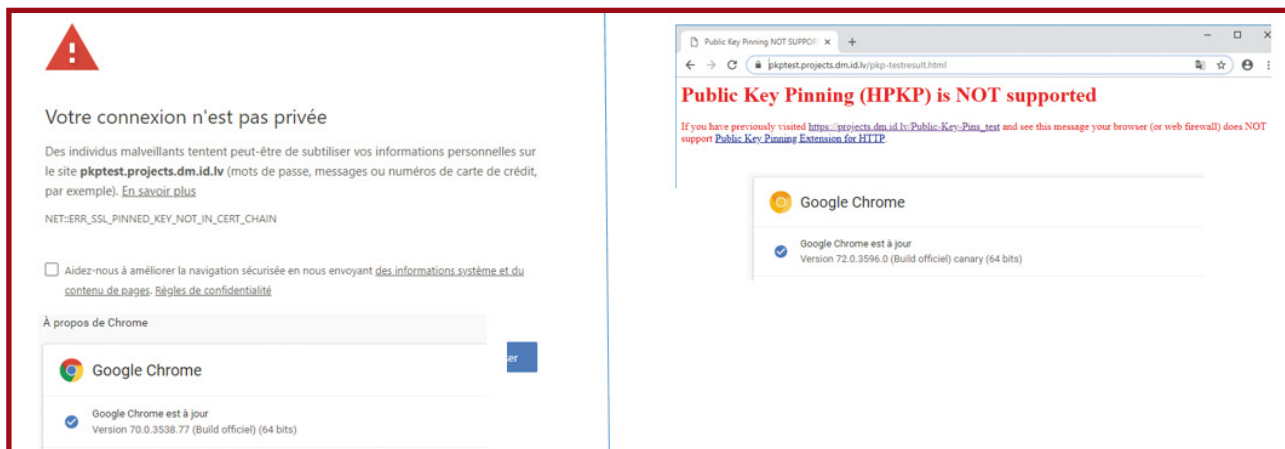 Votre connexion n'est pas privée
Des individus malveillants tentent peut-être de subtiliser vos informations personnelles sur
le site pkptest.projects.dm.id.lv (mots de passe, messages ou numéros de carte de crédit,
par exemple). En savoir plus
NET::ERR_SSL_PINNED_KEY_NOT_IN_CERT_CHAIN
Aidez-nous à améliorer la navigation sécurisée en nous envoyant des informations système et du
contenu de pages. Règles de confidentialité
À propos de Chrome
ser
Google Chrome
Google Chrome est à jour
Version 70.0.3538.77 (Build officiel) (64 bits)
Public Key Pinning NOT SUPPOR
pkptest.projects.dm.id.lv/pkp-testresult.html
Public Key Pinning (HPKP) is NOT supported
If you have previously visited https://projects.dm.id.lv/Public-Key-Pins_test and see this message your browser (or web firewall) does NOT
support Public Key Pinning Extension for HTTP.
Google Chrome
Google Chrome est à jour
Version 72.0.3596.0 (Build officiel) canary (64 bits)